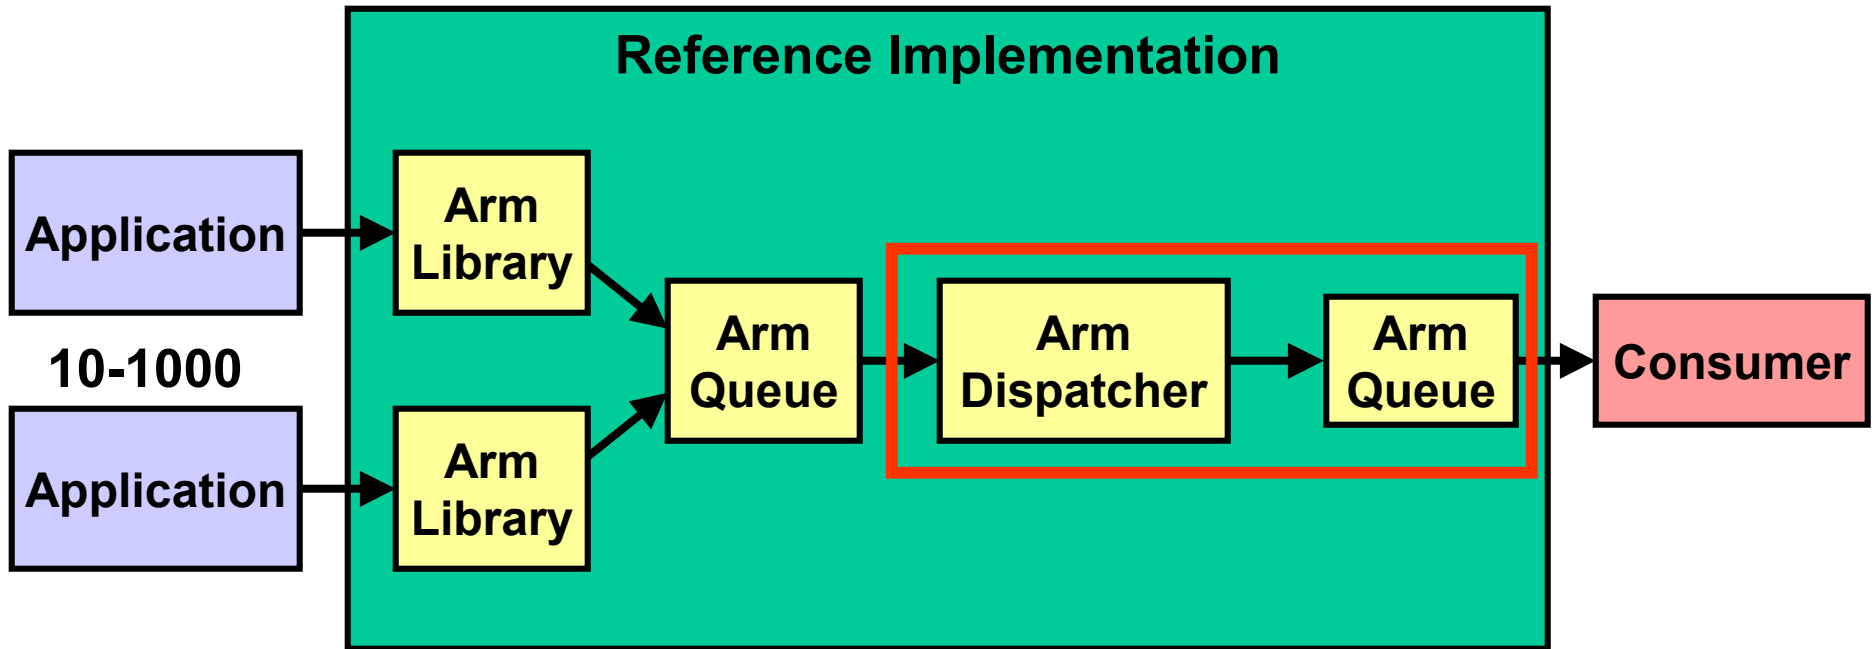 Reference Implementation
Application
Arm
Library
10-1000
Application
Arm
Library
Arm
Queue
Arm
Dispatcher
Arm
Queue
Consumer